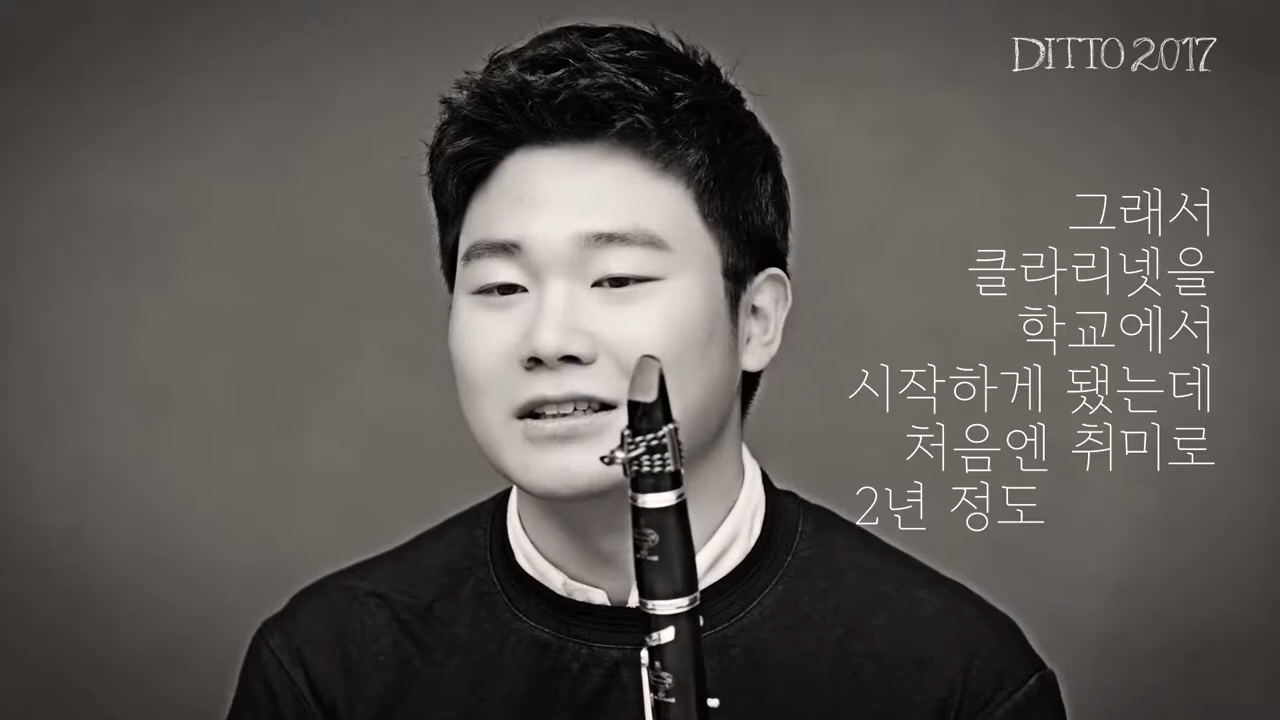 DITTO 2017
그래서
클라리넷을
학교에서
시작하게 됐는데
처음엔 취미로
2년 정도